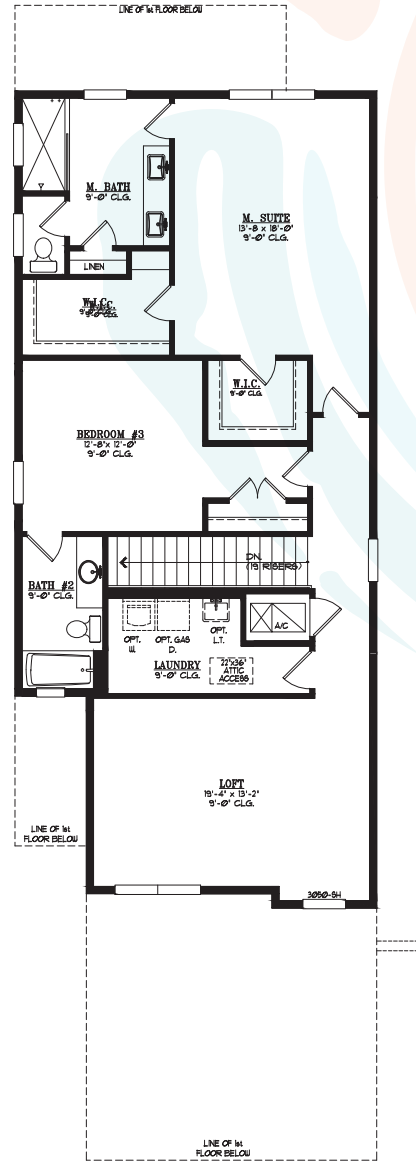 LINE OF 1st FLOOR BELOW
M. BATH
9'-0" CLG.
M. SUITE
13'-8 x 18'-0"
9'-0" CLG.
LINEN
W.I.C.
9'-0" CLG.
W.I.C.
9'-0" CLG.
BEDROOM #3
12'-8"x 12'-0"
9'-0" CLG.
DN.
(19 RISERS)
BATH #2
9'-0" CLG.
OPT.
W.
OPT. GAS
D.
OPT.
L.T.
A/C
LAUNDRY
9'-0" CLG.
22"x36"
ATTIC
ACCESS
LOFT
19'-4" x 13'-2"
9'-0" CLG.
LINE OF 1st
FLOOR BELOW
3050-SH
LINE OF 1st
FLOOR BELOW